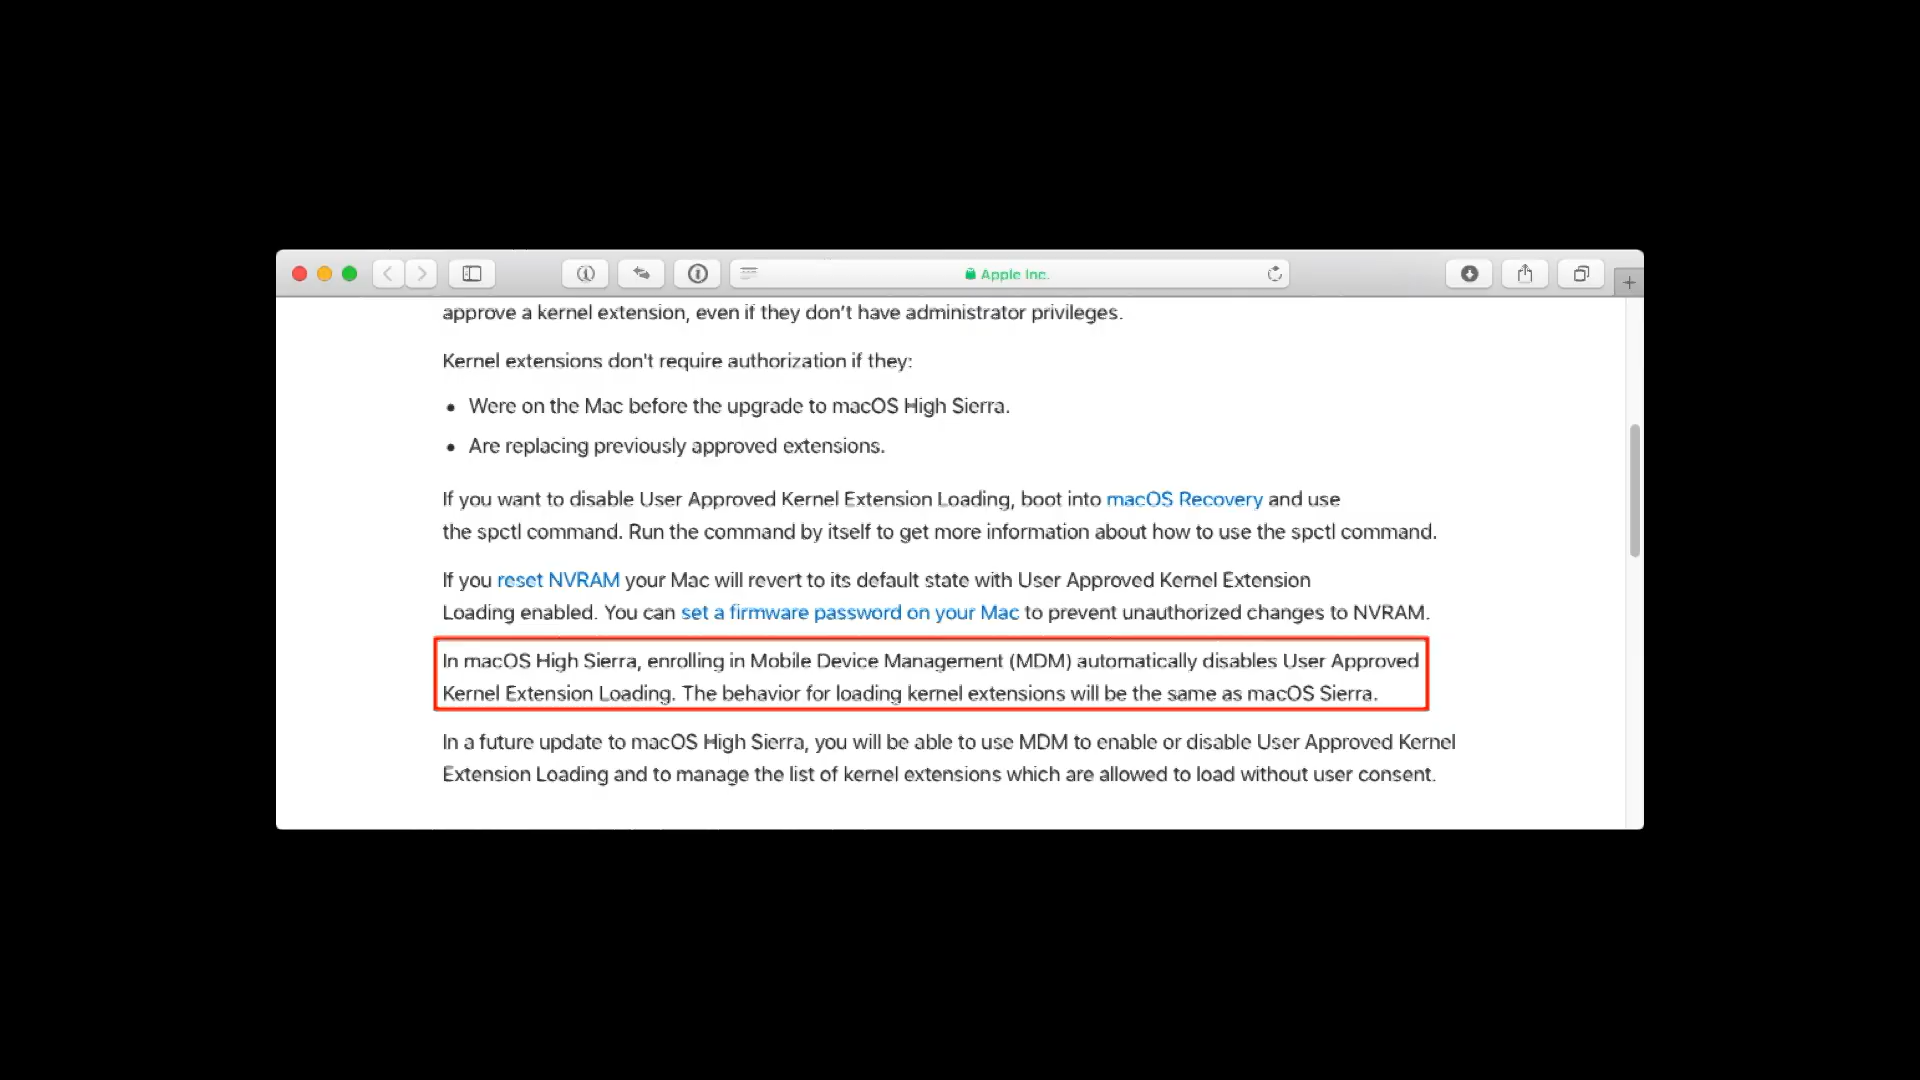 Apple Inc.
approve a kernel extension, even if they don’t have administrator privileges.
Kernel extensions don't require authorization if they:
• Were on the Mac before the upgrade to macOS High Sierra.
• Are replacing previously approved extensions.
If you want to disable User Approved Kernel Extension Loading, boot into macOS Recovery and use
the spctl command. Run the command by itself to get more information about how to use the spctl command.
If you reset NVRAM your Mac will revert to its default state with User Approved Kernel Extension
Loading enabled. You can set a firmware password on your Mac to prevent unauthorized changes to NVRAM.
In macOS High Sierra, enrolling in Mobile Device Management (MDM) automatically disables User Approved
Kernel Extension Loading. The behavior for loading kernel extensions will be the same as macOS Sierra.
In a future update to macOS High Sierra, you will be able to use MDM to enable or disable User Approved Kernel
Extension Loading and to manage the list of kernel extensions which are allowed to load without user consent.